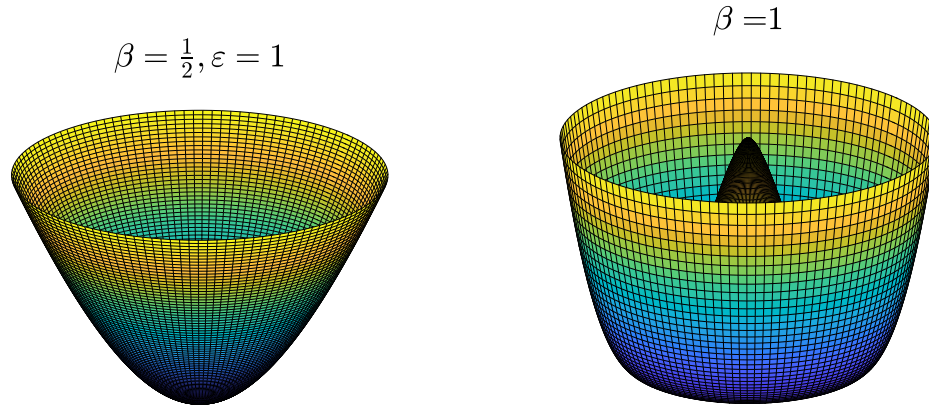 β = 1/2, ε = 1
β =1